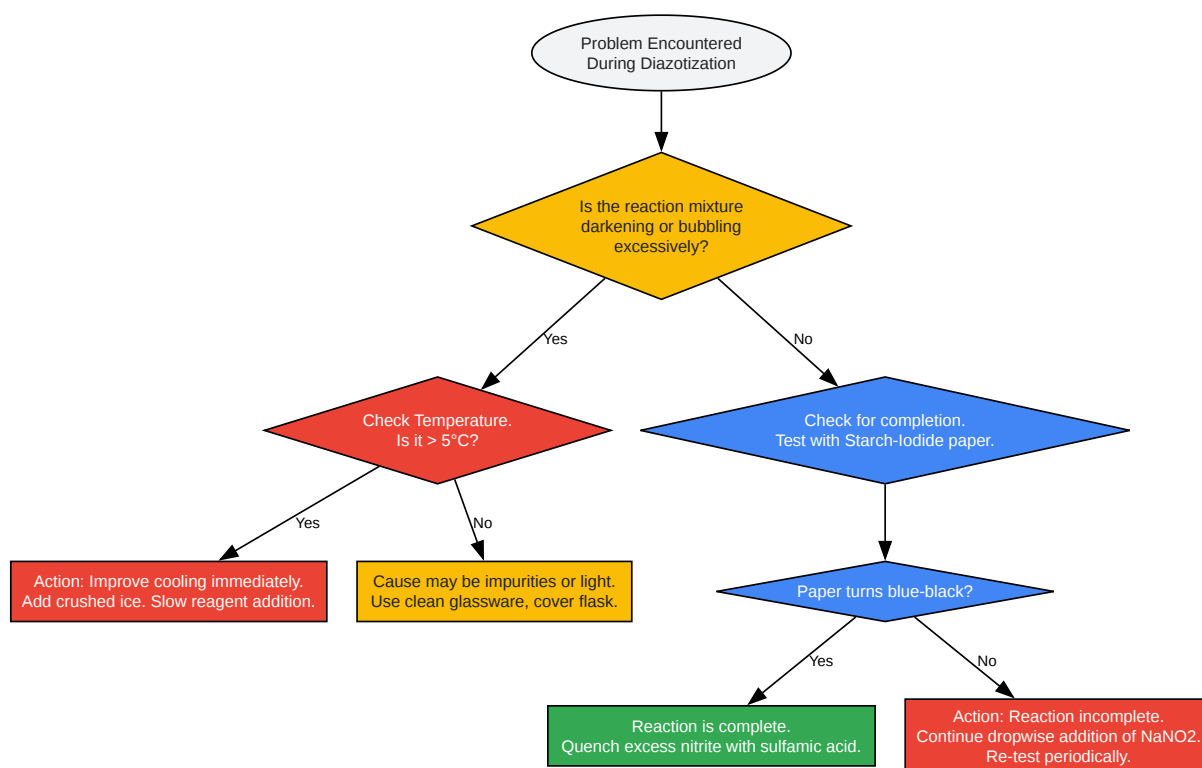 Problem Encountered
During Diazotization
Is the reaction mixture
darkening or bubbling
excessively?
Yes
No
Check Temperature.
Is it > 5°C?
Check for completion.
Test with Starch-Iodide paper.
Yes
No
Action: Improve cooling immediately.
Add crushed ice. Slow reagent addition.
Cause may be impurities or light.
Use clean glassware, cover flask.
Paper turns blue-black?
Yes
No
Reaction is complete.
Quench excess nitrite with sulfamic acid.
Action: Reaction incomplete.
Continue dropwise addition of NaNO2.
Re-test periodically.